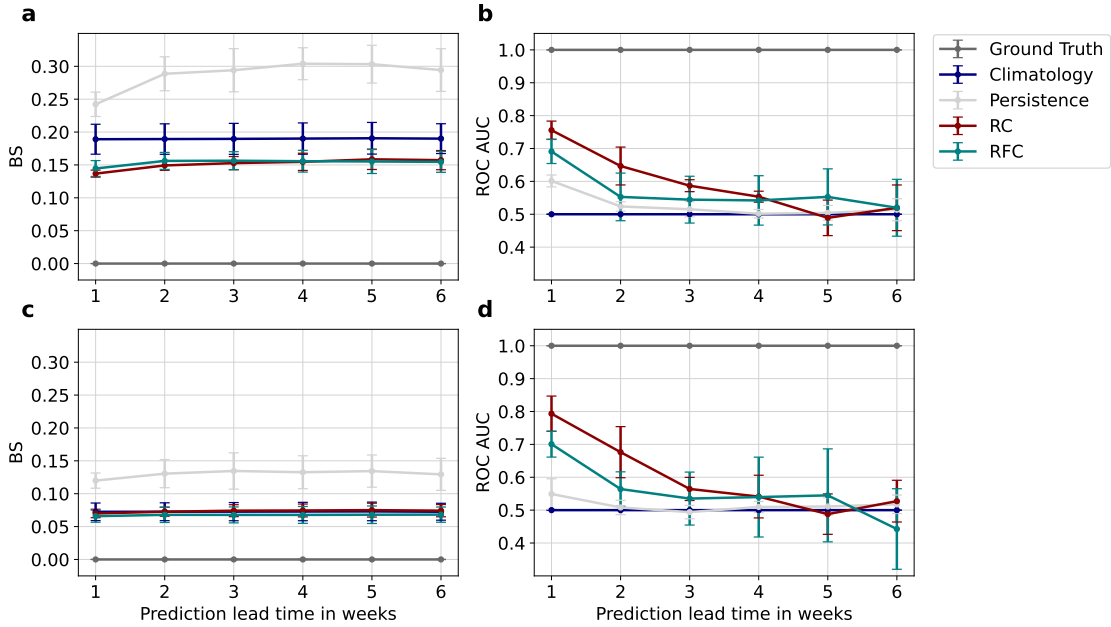 a
b
0.30
0.25
0.20
0.15
0.10
0.05
0.00
BS
1 2 3 4 5 6
1.0
0.9
0.8
0.7
0.6
0.5
0.4
ROC AUC
1 2 3 4 5 6
Ground Truth
Climatology
Persistence
RC
RFC
c
d
0.30
0.25
0.20
0.15
0.10
0.05
0.00
BS
1 2 3 4 5 6
Prediction lead time in weeks
1.0
0.9
0.8
0.7
0.6
0.5
0.4
ROC AUC
1 2 3 4 5 6
Prediction lead time in weeks